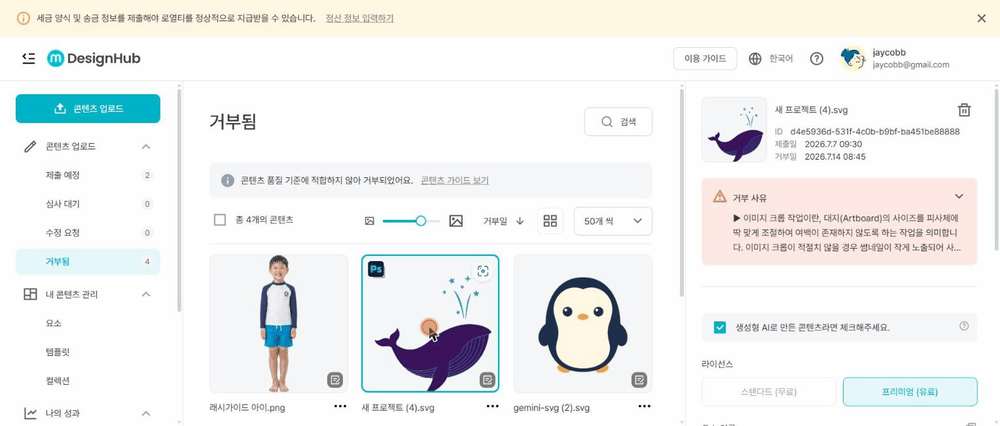 세금 양식 및 송금 정보를 제출해야 로열티를 정상적으로 지급받을 수 있습니다. 정산 정보 입력하기
m DesignHub
이용 가이드
한국어
jaycobb
jaycobb@gmail.com
콘텐츠 업로드
콘텐츠 업로드
제출 예정 2
심사 대기 0
수정 요청 0
거부됨 4
내 콘텐츠 관리
요소
템플릿
컬렉션
나의 성과
거부됨
검색
콘텐츠 품질 기준에 적합하지 않아 거부되었어요. 콘텐츠 가이드 보기
총 4개의 콘텐츠
거부일
50개 씩
Ps
래시가이드 아이.png
새 프로젝트 (4).svg
gemini-svg (2).svg
새 프로젝트 (4).svg
ID d4e5936d-531f-4c0b-b9bf-ba451be88888
제출일 2026.7.7 09:30
거부일 2026.7.14 08:45
거부 사유
▶ 이미지 크롭 작업이란, 대지(Artboard)의 사이즈를 피사체에
딱 맞게 조절하여 여백이 존재하지 않도록 하는 작업을 의미합니
다. 이미지 크롭이 적절치 않을 경우 썸네일이 작게 노출되어 사...
생성형 AI로 만든 콘텐츠라면 체크해주세요.
라이선스
스탠다드 (무료)
프리미엄 (유료)